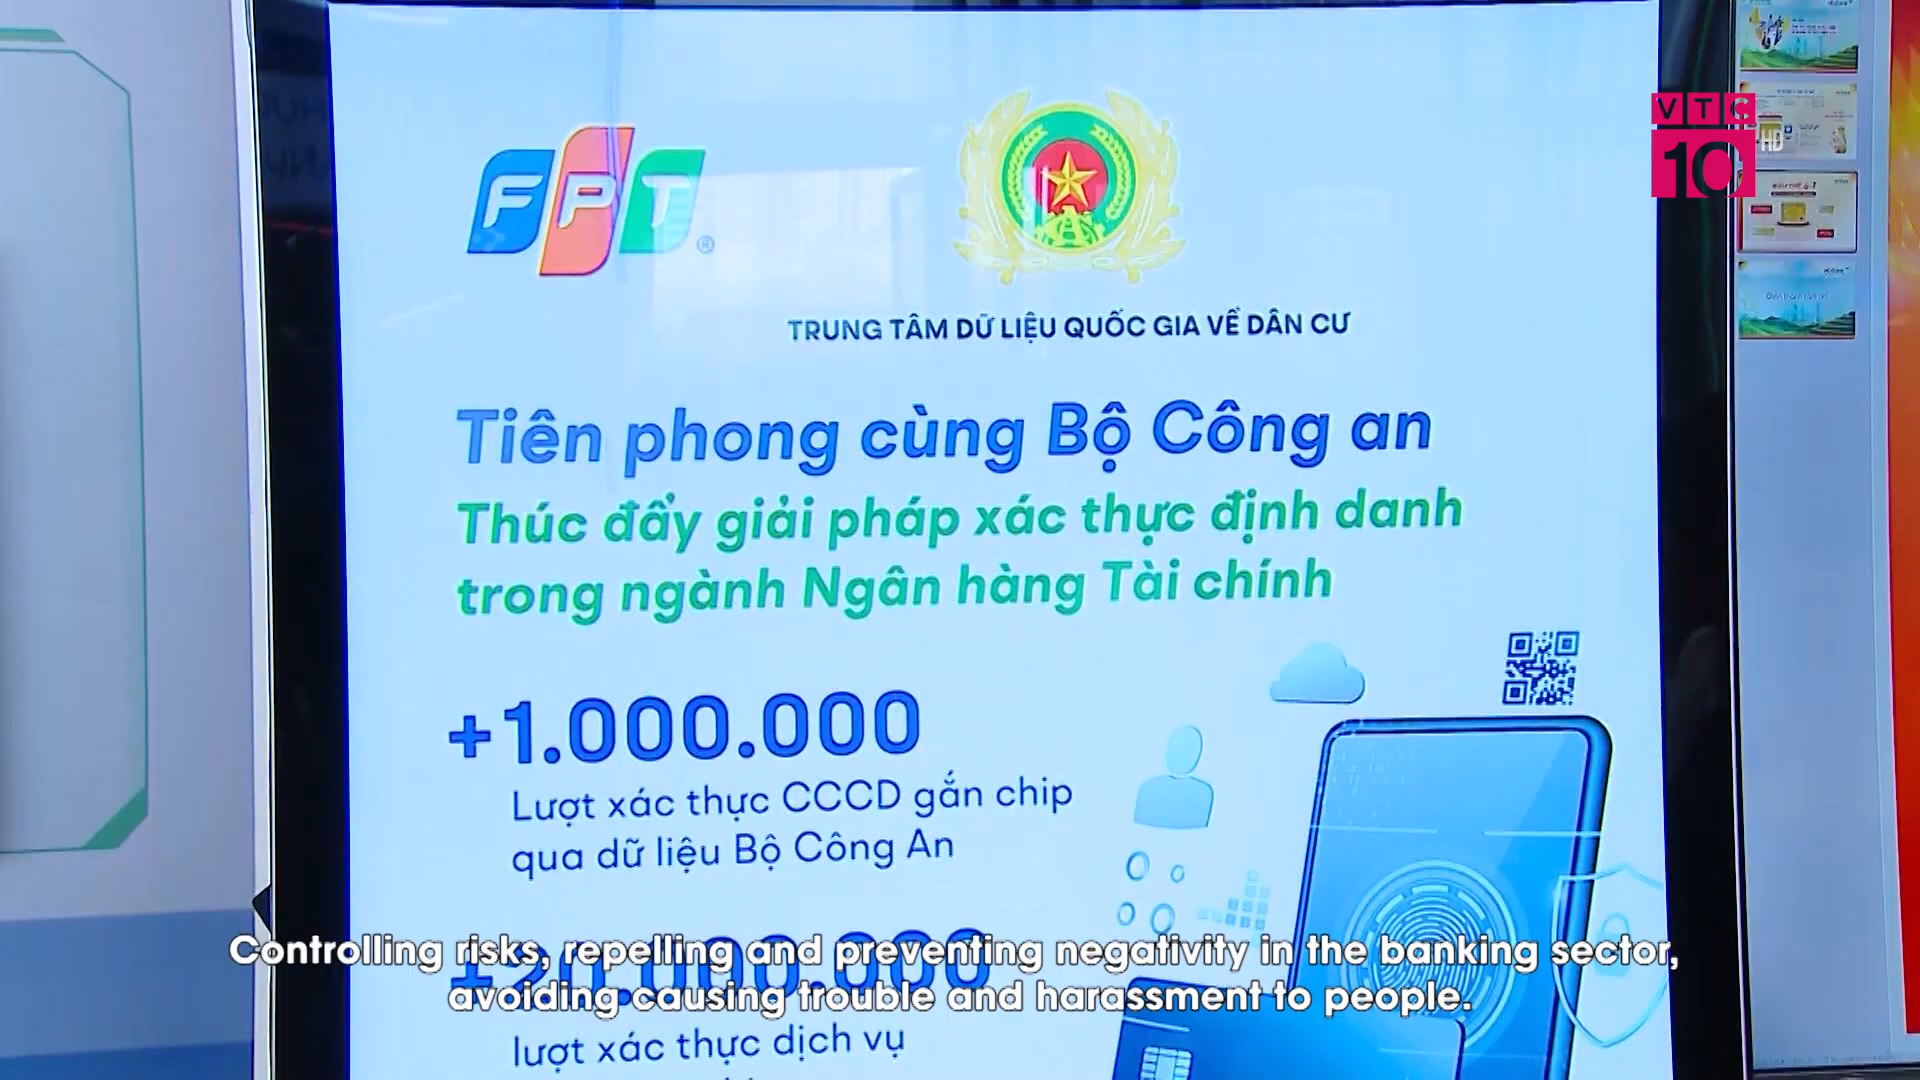 FPT®
VTC
10 HD
TRUNG TÂM DỮ LIỆU QUỐC GIA VỀ DÂN CƯ
Tiên phong cùng Bộ Công an
Thúc đẩy giải pháp xác thực định danh
trong ngành Ngân hàng Tài chính
+1.000.000
Lượt xác thực CCCD gắn chip
qua dữ liệu Bộ Công An
Controlling risks, repelling and preventing negativity in the banking sector,
avoiding causing trouble and harassment to people.
lượt xác thực dịch vụ